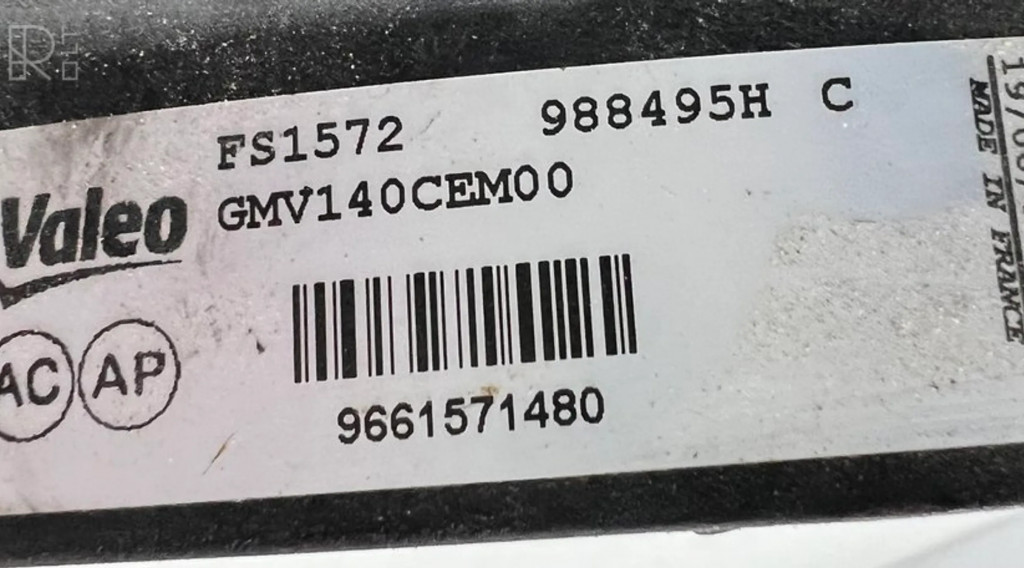 FS1572 988495H C
GMV140CEM00
Valeo
AC AP
9661571480
MADE IN FRANCE